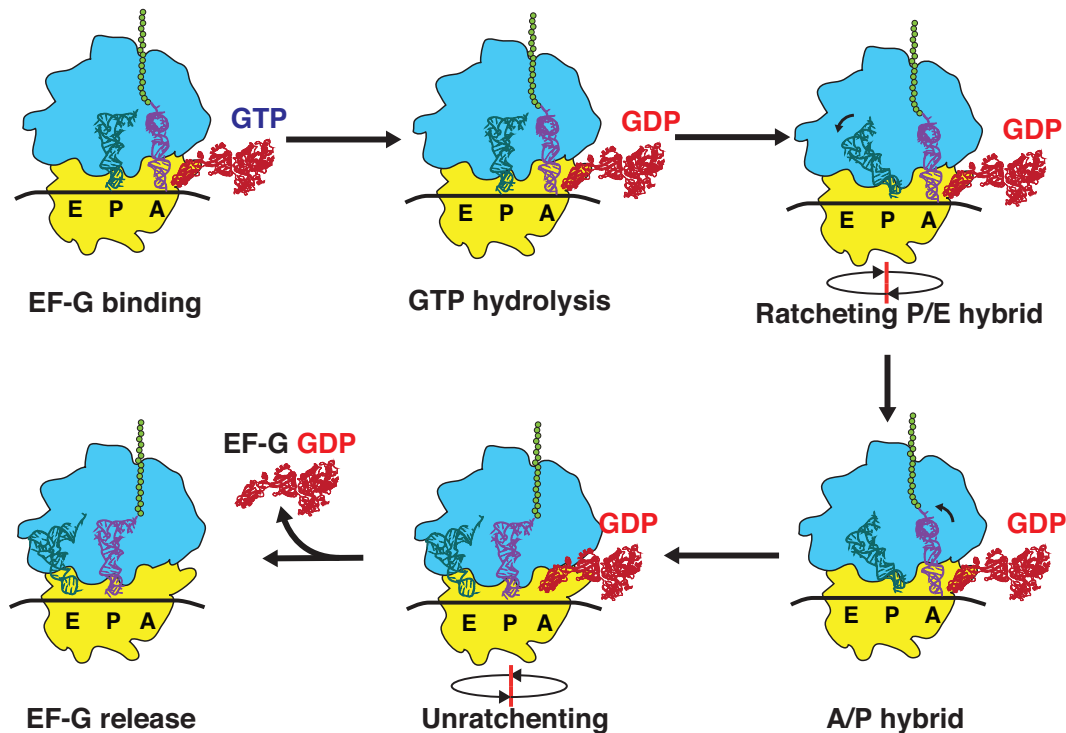 GTP
E P A
EF-G binding
GDP
E P A
GTP hydrolysis
GDP
E P A
Ratcheting P/E hybrid
GDP
E P A
A/P hybrid
GDP
E P A
Unratchenting
EF-G GDP
E P A
EF-G release